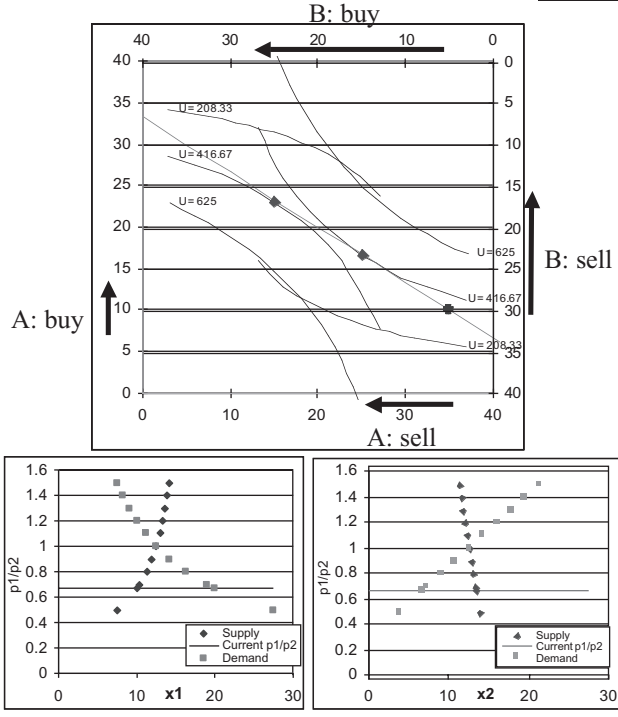 B: buy
40 30 20 10 0
40 0
35 5
U=208.33
30 10
U=416.67
25 15
U=625
20 20
U=625
15 25
B: sell
A: buy
U=416.67
10 30
U=208.33
5 35
0 40
0 10 20 30 40
A: sell
1.6
1.4
1.2
1
0.8
0.6
0.4
0.2
0
p1/p2
Supply
Current p1/p2
Demand
0 10 x1 20 30
1.6
1.4
1.2
1
0.8
0.6
0.4
0.2
0
p1/p2
Supply
Current p1/p2
Demand
0 10 x2 20 30